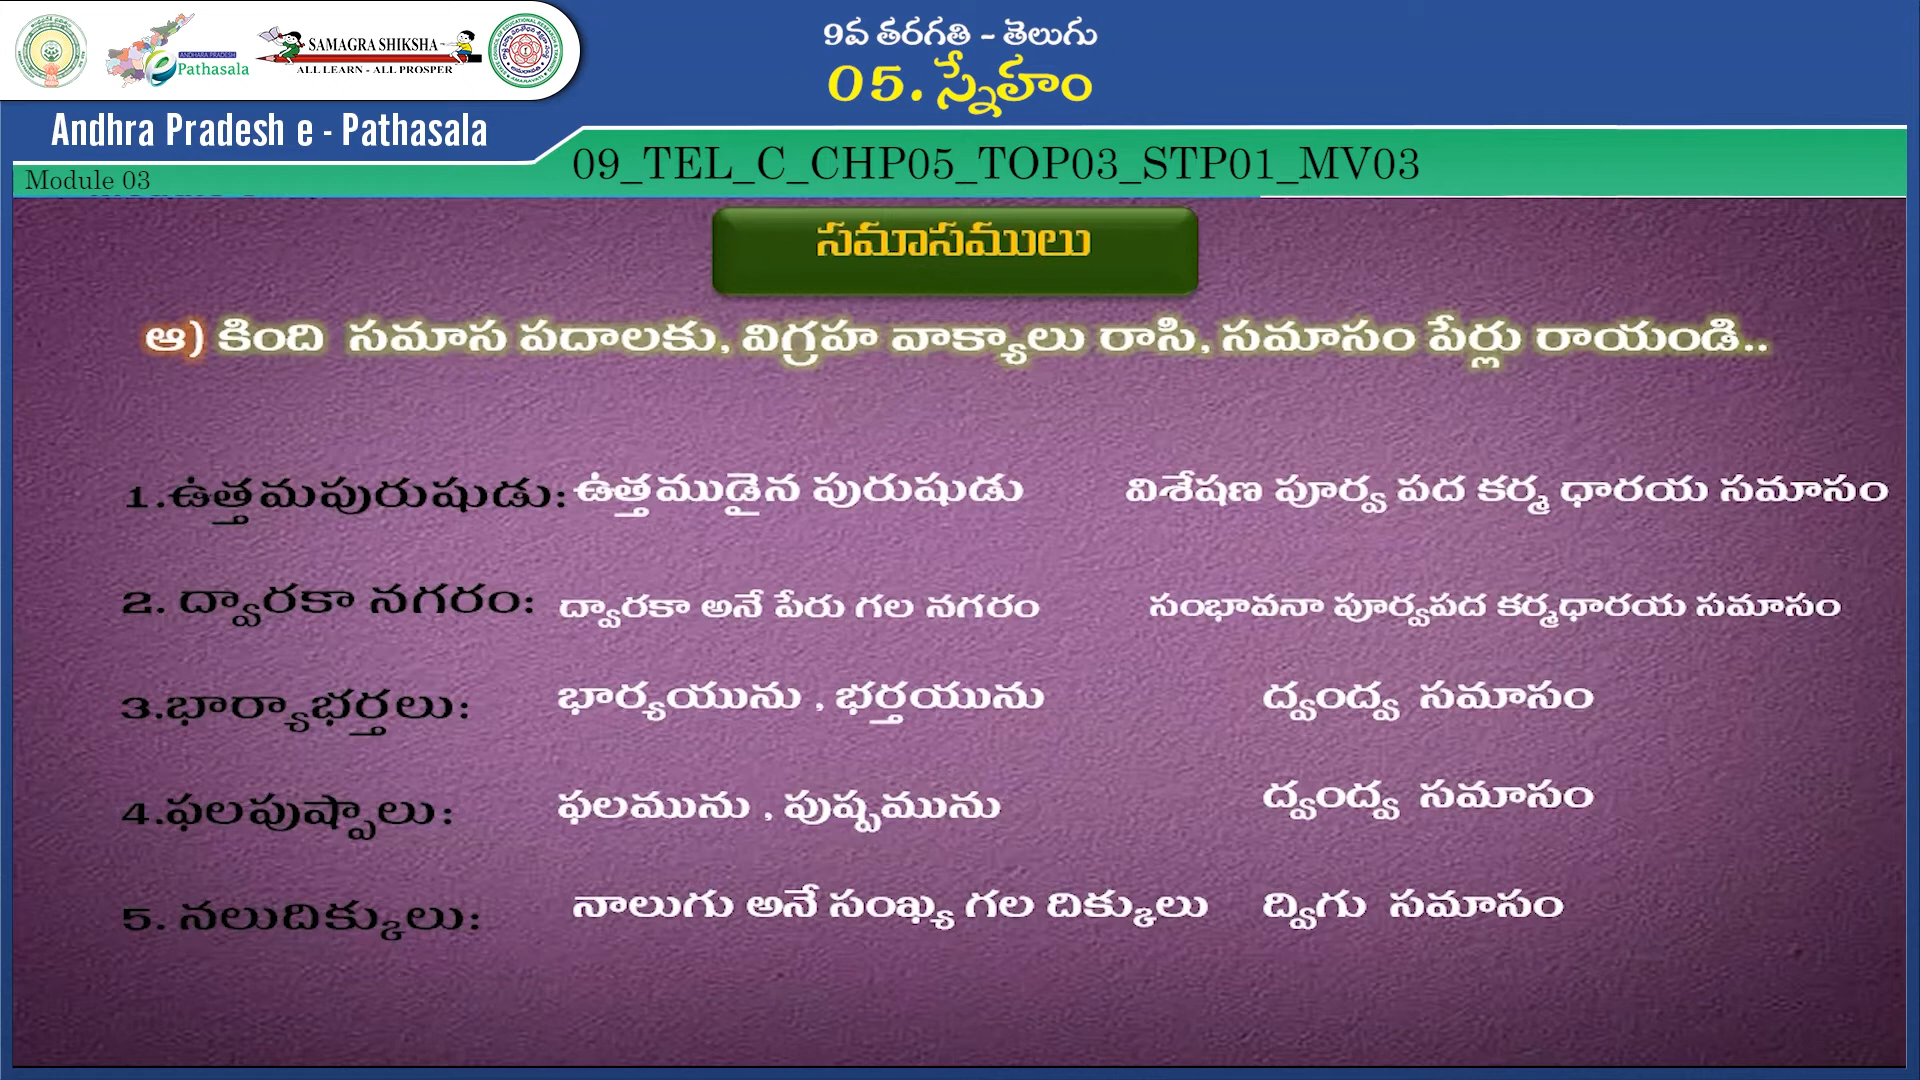 9వ తరగతి - తెలుగు
05. స్నేహం
ANDHRA PRADESH
e Pathasala
SAMAGRA SHIKSHA
ALL LEARN - ALL PROSPER
Andhra Pradesh e - Pathasala
09_TEL_C_CHP05_TOP03_STP01_MV03
Module 03
సమాసములు
ఆ) కింది సమాస పదాలకు, విగ్రహ వాక్యాలు రాసి, సమాసం పేర్లు రాయండి..
1.ఉత్తమపురుషుడు: ఉత్తముడైన పురుషుడు విశేషణ పూర్వ పద కర్మ ధారయ సమాసం
2. ద్వారకా నగరం: ద్వారకా అనే పేరు గల నగరం సంభావనా పూర్వపద కర్మధారయ సమాసం
3.భార్యాభర్తలు: భార్యయును , భర్తయును ద్వంద్వ సమాసం
4.ఫలపుష్పాలు: ఫలమును , పుష్పమును ద్వంద్వ సమాసం
5. నలుదిక్కులు: నాలుగు అనే సంఖ్య గల దిక్కులు ద్విగు సమాసం